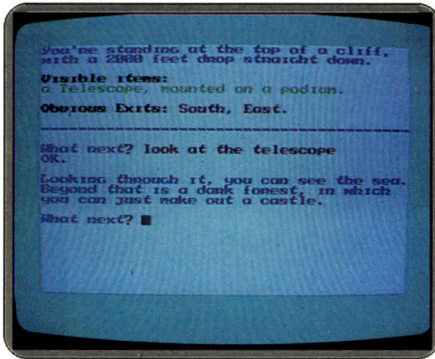 You're standing at the top of a cliff,
with a 2000 feet drop straight down.
Visible items:
a Telescope, mounted on a podium.
Obvious Exits: South, East.
What next? look at the telescope
OK.
Looking through it, you can see the sea.
Beyond that is a dank forest, in which
you can just make out a castle.
What next?